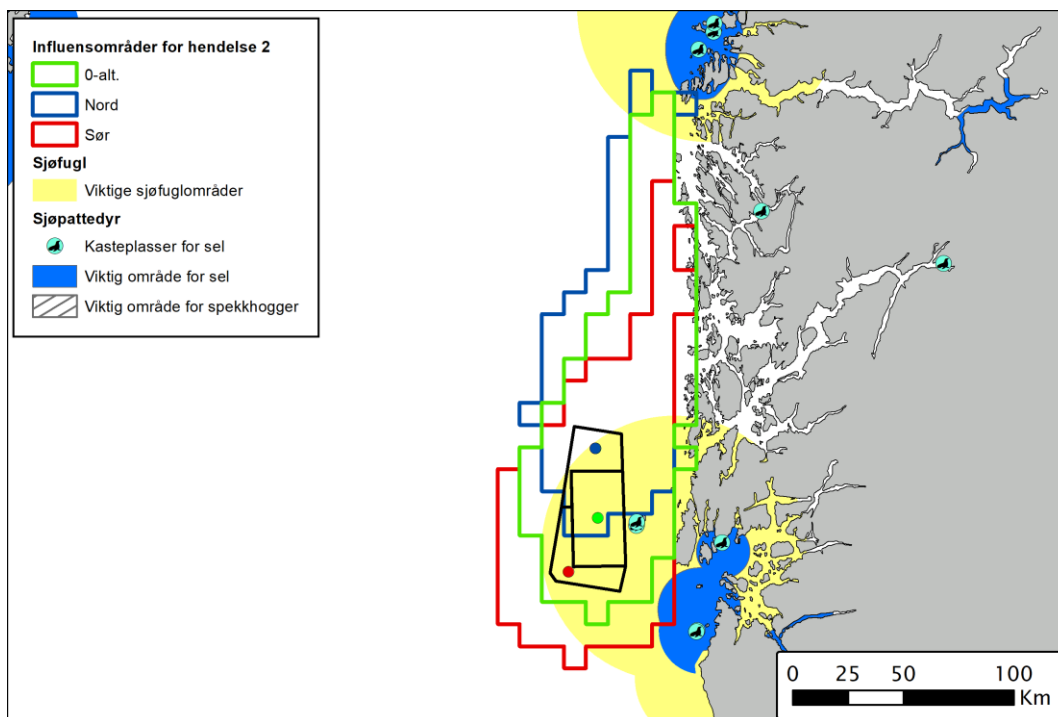 Influensområder for hendelse 2
0-alt.
Nord
Sør
Sjøfugl
Viktige sjøfuglområder
Sjøpattedyr
Kasteplasser for sel
Viktig område for sel
Viktig område for spekkhogger
0 25 50 100
Km